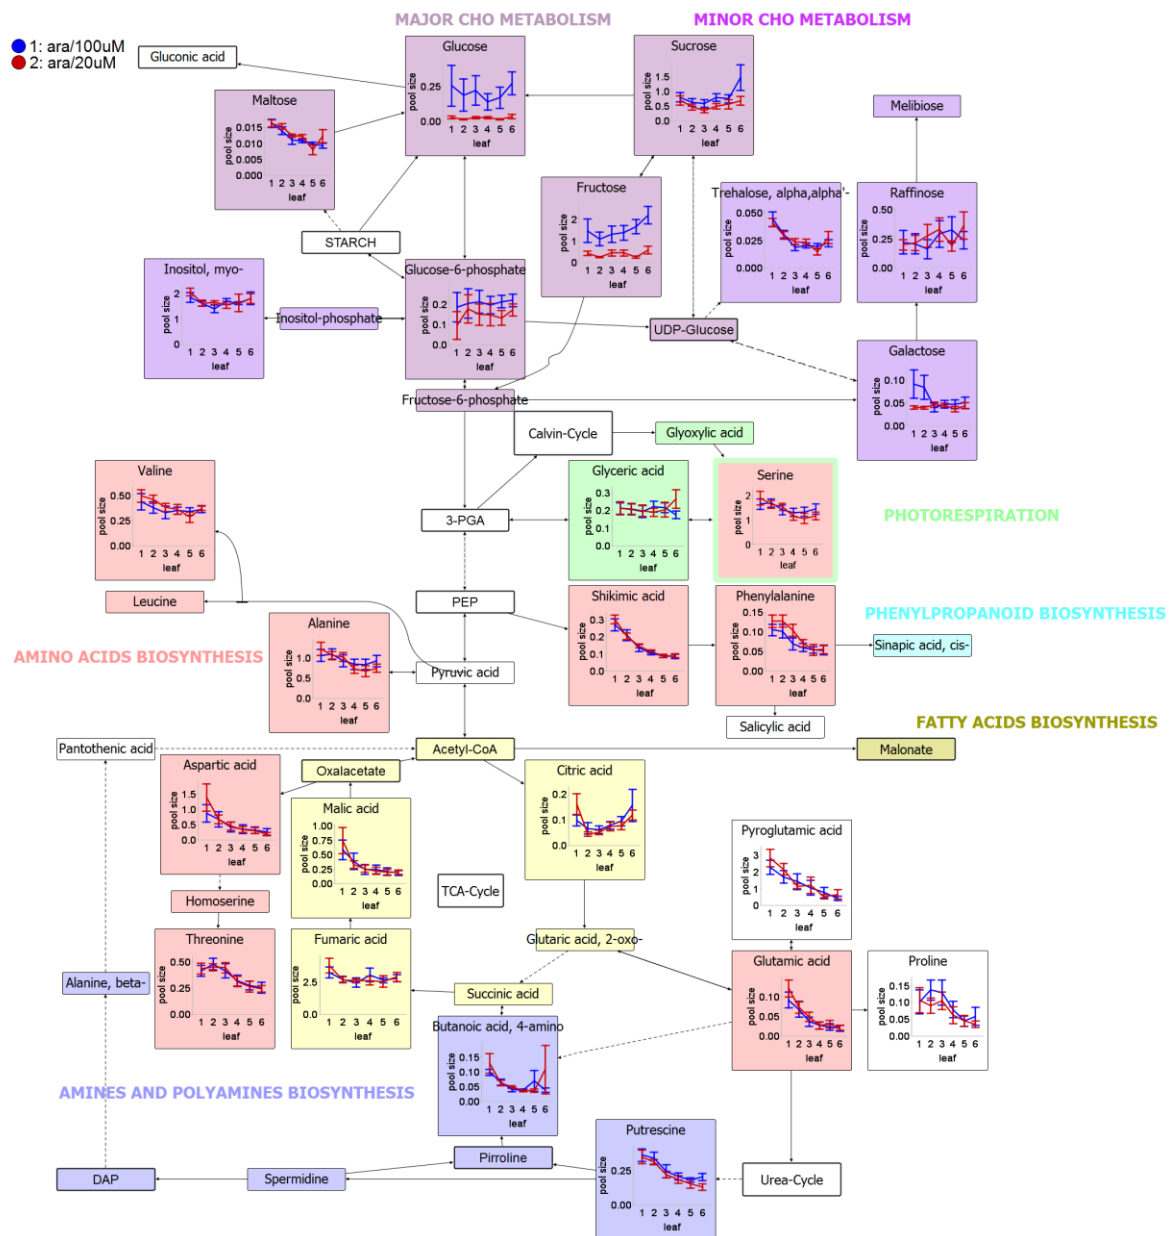 MAJOR CHO METABOLISM
MINOR CHO METABOLISM
1: ara/100uM
2: ara/20uM
Gluconic acid
Glucose
pool size
0.25
0.00
1 2 3 4 5 6
leaf
Sucrose
pool size
1.5
1.0
0.5
0.0
1 2 3 4 5 6
leaf
Maltose
pool size
0.015
0.010
0.005
0.000
1 2 3 4 5 6
leaf
Melibiose
Fructose
pool size
2
1
0
1 2 3 4 5 6
leaf
Trehalose, alpha,alpha'-
pool size
0.050
0.025
0.000
1 2 3 4 5 6
leaf
Raffinose
pool size
0.50
0.25
0.00
1 2 3 4 5 6
leaf
STARCH
Inositol, myo-
pool size
2
1
0
1 2 3 4 5 6
leaf
Inositol-phosphate
Glucose-6-phosphate
pool size
0.2
0.1
0.0
1 2 3 4 5 6
leaf
UDP-Glucose
Galactose
pool size
0.10
0.05
0.00
1 2 3 4 5 6
leaf
Fructose-6-phosphate
Calvin-Cycle
Glyoxylic acid
Valine
pool size
0.50
0.25
0.00
1 2 3 4 5 6
leaf
Glyceric acid
pool size
0.3
0.2
0.1
0.0
1 2 3 4 5 6
leaf
Serine
pool size
2
1
0
1 2 3 4 5 6
leaf
PHOTORESPIRATION
3-PGA
Leucine
PEP
Shikimic acid
pool size
0.3
0.2
0.1
0.0
1 2 3 4 5 6
leaf
Phenylalanine
pool size
0.15
0.10
0.05
0.00
1 2 3 4 5 6
leaf
PHENYLPROPANOID BIOSYNTHESIS
Sinapic acid, cis-
AMINO ACIDS BIOSYNTHESIS
Alanine
pool size
1.0
0.5
0.0
1 2 3 4 5 6
leaf
Pyruvic acid
Salicylic acid
FATTY ACIDS BIOSYNTHESIS
Pantothenic acid
Acetyl-CoA
Malonate
Aspartic acid
pool size
1.5
1.0
0.5
0.0
1 2 3 4 5 6
leaf
Oxalacetate
Malic acid
pool size
1.00
0.75
0.50
0.25
0.00
1 2 3 4 5 6
leaf
Citric acid
pool size
0.2
0.1
0.0
1 2 3 4 5 6
leaf
Pyroglutamic acid
pool size
3
2
1
0
1 2 3 4 5 6
leaf
TCA-Cycle
Homoserine
Threonine
pool size
0.50
0.25
0.00
1 2 3 4 5 6
leaf
Fumaric acid
pool size
2.5
0.0
1 2 3 4 5 6
leaf
Glutaric acid, 2-oxo-
Alanine, beta-
Succinic acid
Glutamic acid
pool size
0.10
0.05
0.00
1 2 3 4 5 6
leaf
Proline
pool size
0.15
0.10
0.05
0.00
1 2 3 4 5 6
leaf
Butanoic acid, 4-amino
pool size
0.15
0.10
0.05
0.00
1 2 3 4 5 6
leaf
AMINES AND POLYAMINES BIOSYNTHESIS
Putrescine
pool size
0.25
0.00
1 2 3 4 5 6
leaf
Pirroline
DAP
Spermidine
Urea-Cycle